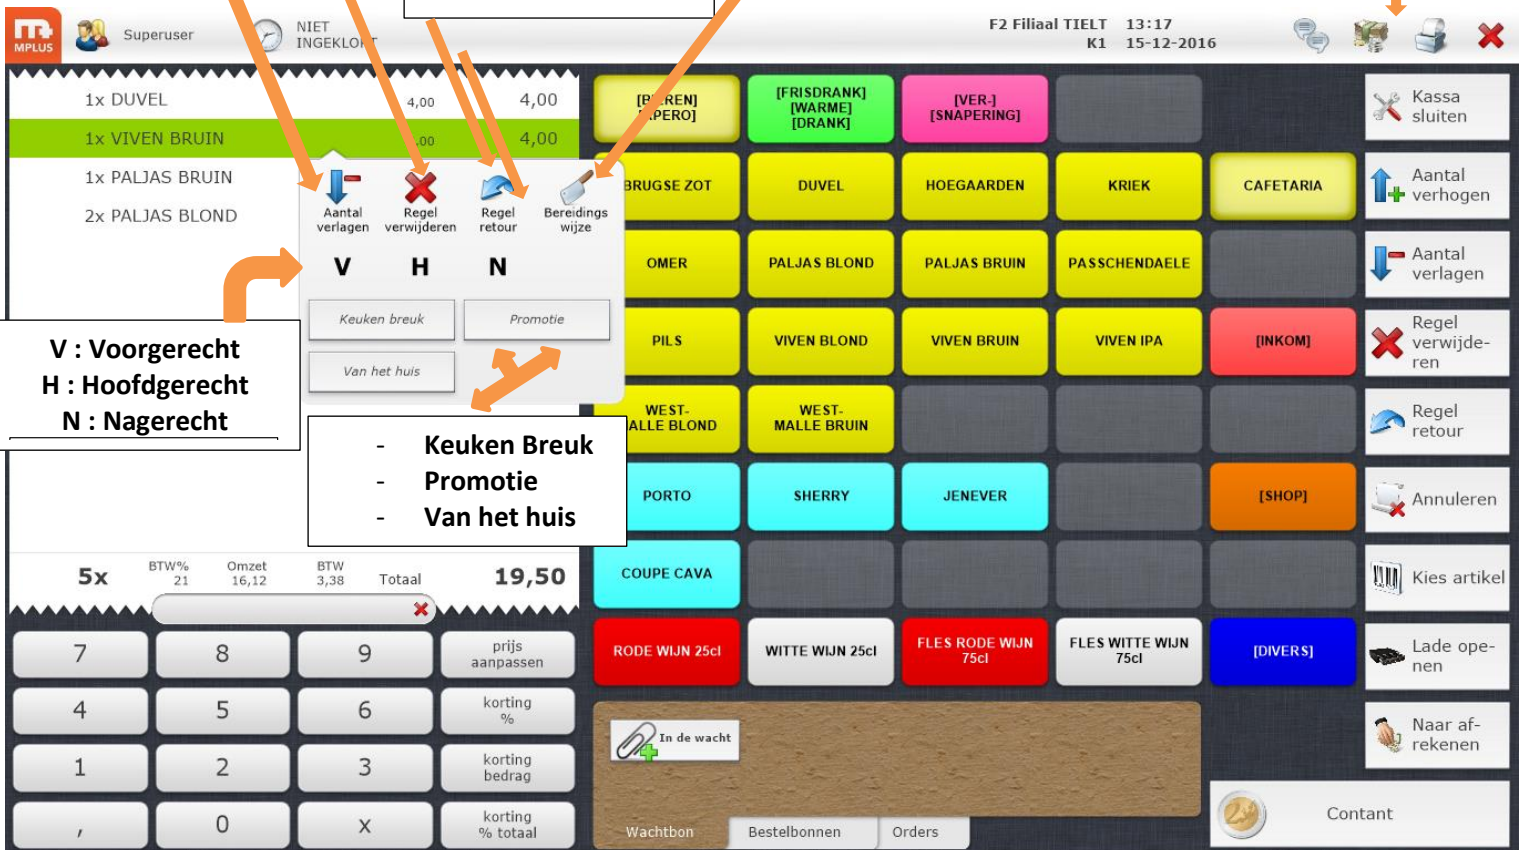 MPLUS
Superuser
NIET
F2 Filiaal TIELT 13:17
K1 15-12-2016
1x DUVEL 4,00 4,00
1x VIVEN BRUIN 4,00
1x PALJAS BRUIN
2x PALJAS BLOND
Aantal
verlagen
Regel
verwijderen
Regel
retour
Bereidings
wijze
V H N
Keuken breuk
Promotie
Van het huis
V : Voorgerecht
H : Hoofdgerecht
N : Nagerecht
- Keuken Breuk
- Promotie
- Van het huis
5x
BTW%
21
Omzet
16,12
BTW
3,38
Totaal
19,50
7 8 9
prijs
aanpassen
4 5 6
korting
%
1 2 3
korting
bedrag
, 0 x
korting
% totaal
[FRISDRANK]
[WARME]
[DRANK]
[VER-]
[SNAPERING]
BRUGSE ZOT
DUVEL
HOEGAARDEN
KRIEK
CAFETARIA
OMER
PALJAS BLOND
PALJAS BRUIN
PASSCHENDAELE
PILS
VIVEN BLOND
VIVEN BRUIN
VIVEN IPA
[INKOM]
WEST-
ALLE BLOND
WEST-
MALLE BRUIN
PORTO
SHERRY
JENEVER
[SHOP]
COUPE CAVA
RODE WIJN 25cl
WITTE WIJN 25cl
FLES RODE WIJN
75cl
FLES WITTE WIJN
75cl
[DIVERS]
In de wacht
Wachtbon
Bestelbonnen
Orders
Kassa
sluiten
Aantal
verhogen
Aantal
verlagen
Regel
verwijde-
ren
Regel
retour
Annuleren
Kies artikel
Lade ope-
nen
Naar af-
rekenen
Contant